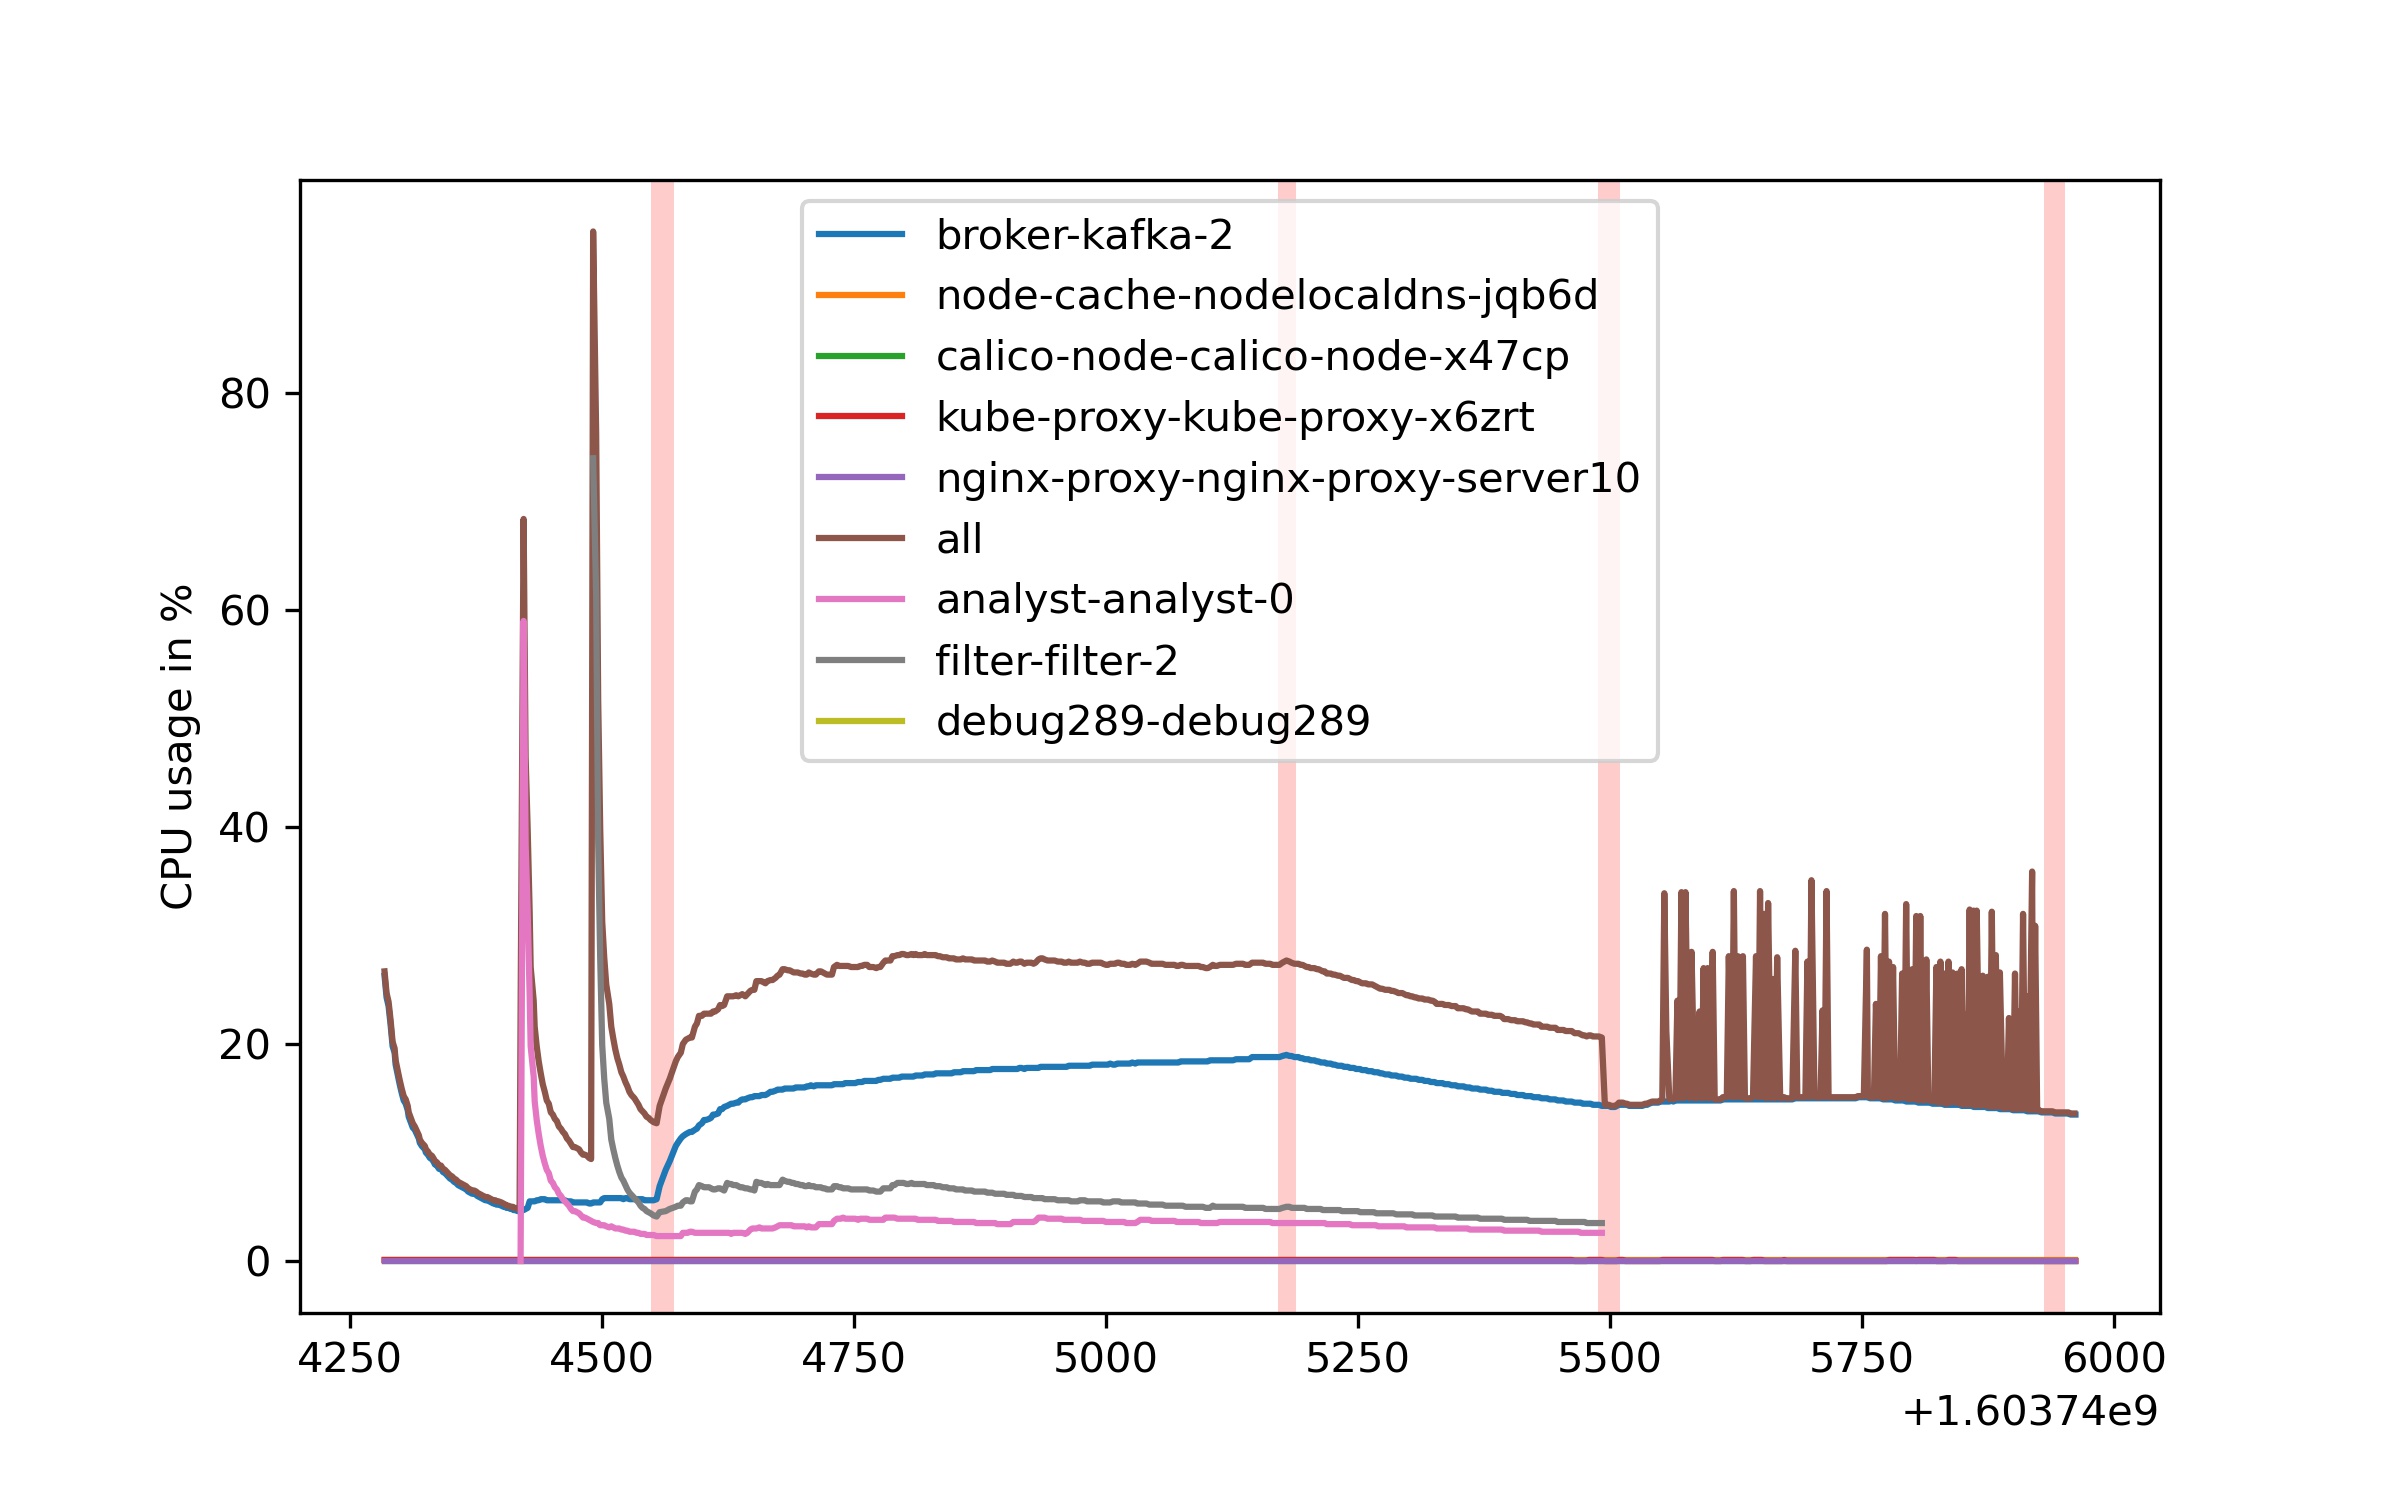 broker-kafka-2
node-cache-nodelocaldns-jqb6d
calico-node-calico-node-x47cp
kube-proxy-kube-proxy-x6zrt
nginx-proxy-nginx-proxy-server10
all
analyst-analyst-0
filter-filter-2
debug289-debug289
CPU usage in %
80
60
40
20
0
4250 4500 4750 5000 5250 5500 5750 6000
+1.60374e9